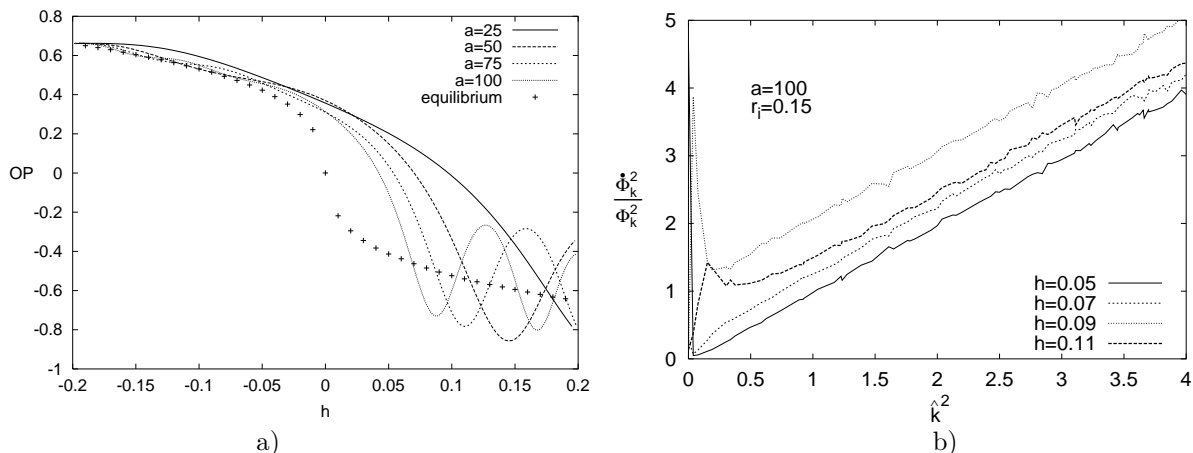 0.8
0.6
0.4
0.2
0
-0.2
-0.4
-0.6
-0.8
-1
OP
-0.2 -0.15 -0.1 -0.05 0 0.05 0.1 0.15 0.2
h
a=25
a=50
a=75
a=100
equilibrium
a)
5
4
3
2
1
0
Φ̇_k^2
Φ_k^2
a=100
r_i=0.15
h=0.05
h=0.07
h=0.09
h=0.11
0 0.5 1 1.5 2 2.5 3 3.5 4
k̂^2
b)